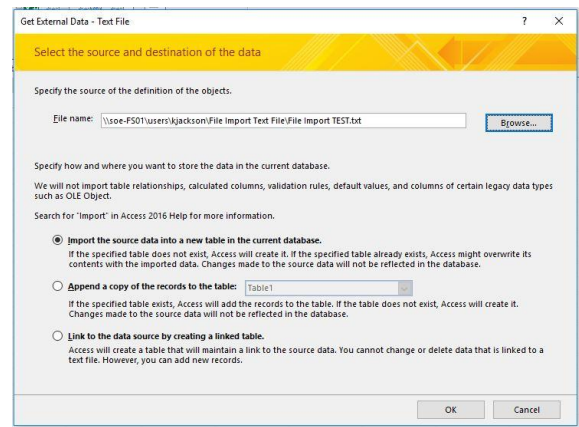 Get External Data - Text File
? ×
Select the source and destination of the data
Specify the source of the definition of the objects.
File name: \\soe-FS01\users\kjackson\File Import Text File\File Import TEST.txt Browse...
Specify how and where you want to store the data in the current database.
We will not import table relationships, calculated columns, validation rules, default values, and columns of certain legacy data types
such as OLE Object.
Search for "Import" in Access 2016 Help for more information.
Import the source data into a new table in the current database.
If the specified table does not exist, Access will create it. If the specified table already exists, Access might overwrite its
contents with the imported data. Changes made to the source data will not be reflected in the database.
Append a copy of the records to the table: Table1
If the specified table exists, Access will add the records to the table. If the table does not exist, Access will create it.
Changes made to the source data will not be reflected in the database.
Link to the data source by creating a linked table.
Access will create a table that will maintain a link to the source data. You cannot change or delete data that is linked to a
text file. However, you can add new records.
OK Cancel